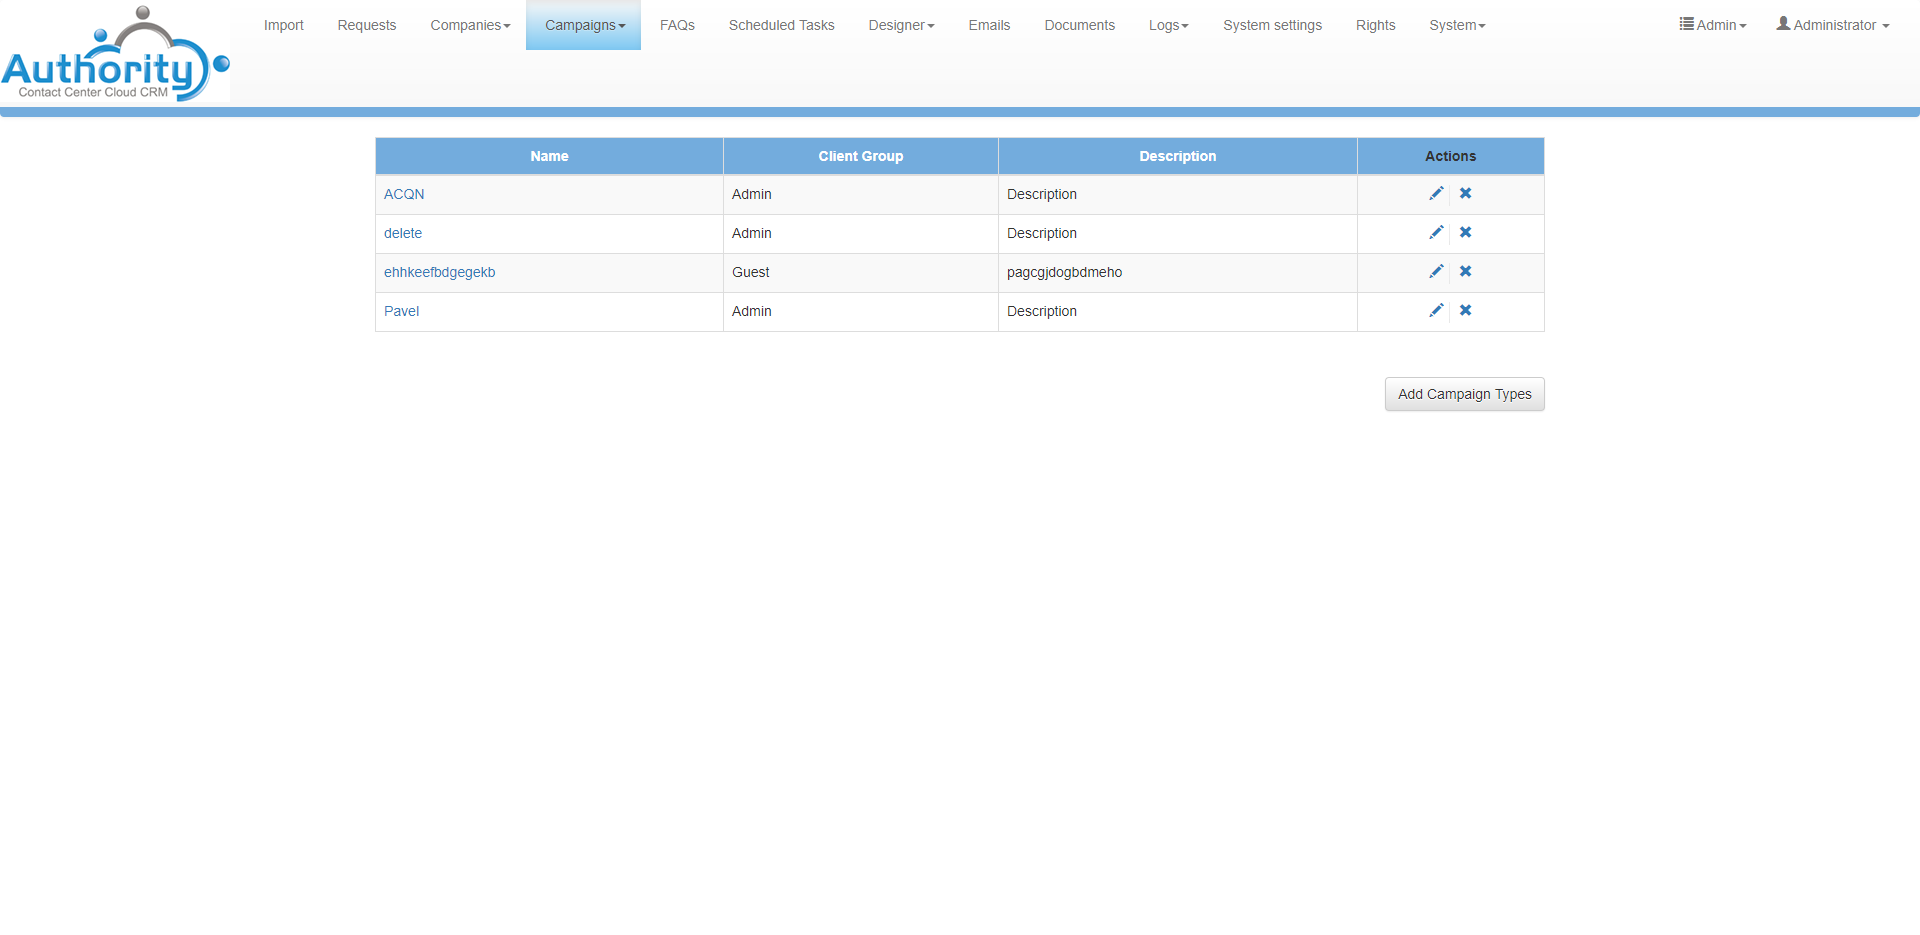 Authority
Contact Center Cloud CRM
Import Requests Companies Campaigns FAQs Scheduled Tasks Designer Emails Documents Logs System settings Rights System Admin Administrator
Name Client Group Description Actions
ACQN Admin Description
delete Admin Description
ehhkeefbdgegekb Guest pagcgjdogbdmeho
Pavel Admin Description
Add Campaign Types